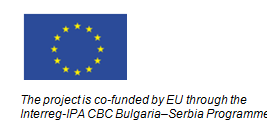 The project is co-funded by EU through the
Interreg-IPA CBC Bulgaria–Serbia Programme